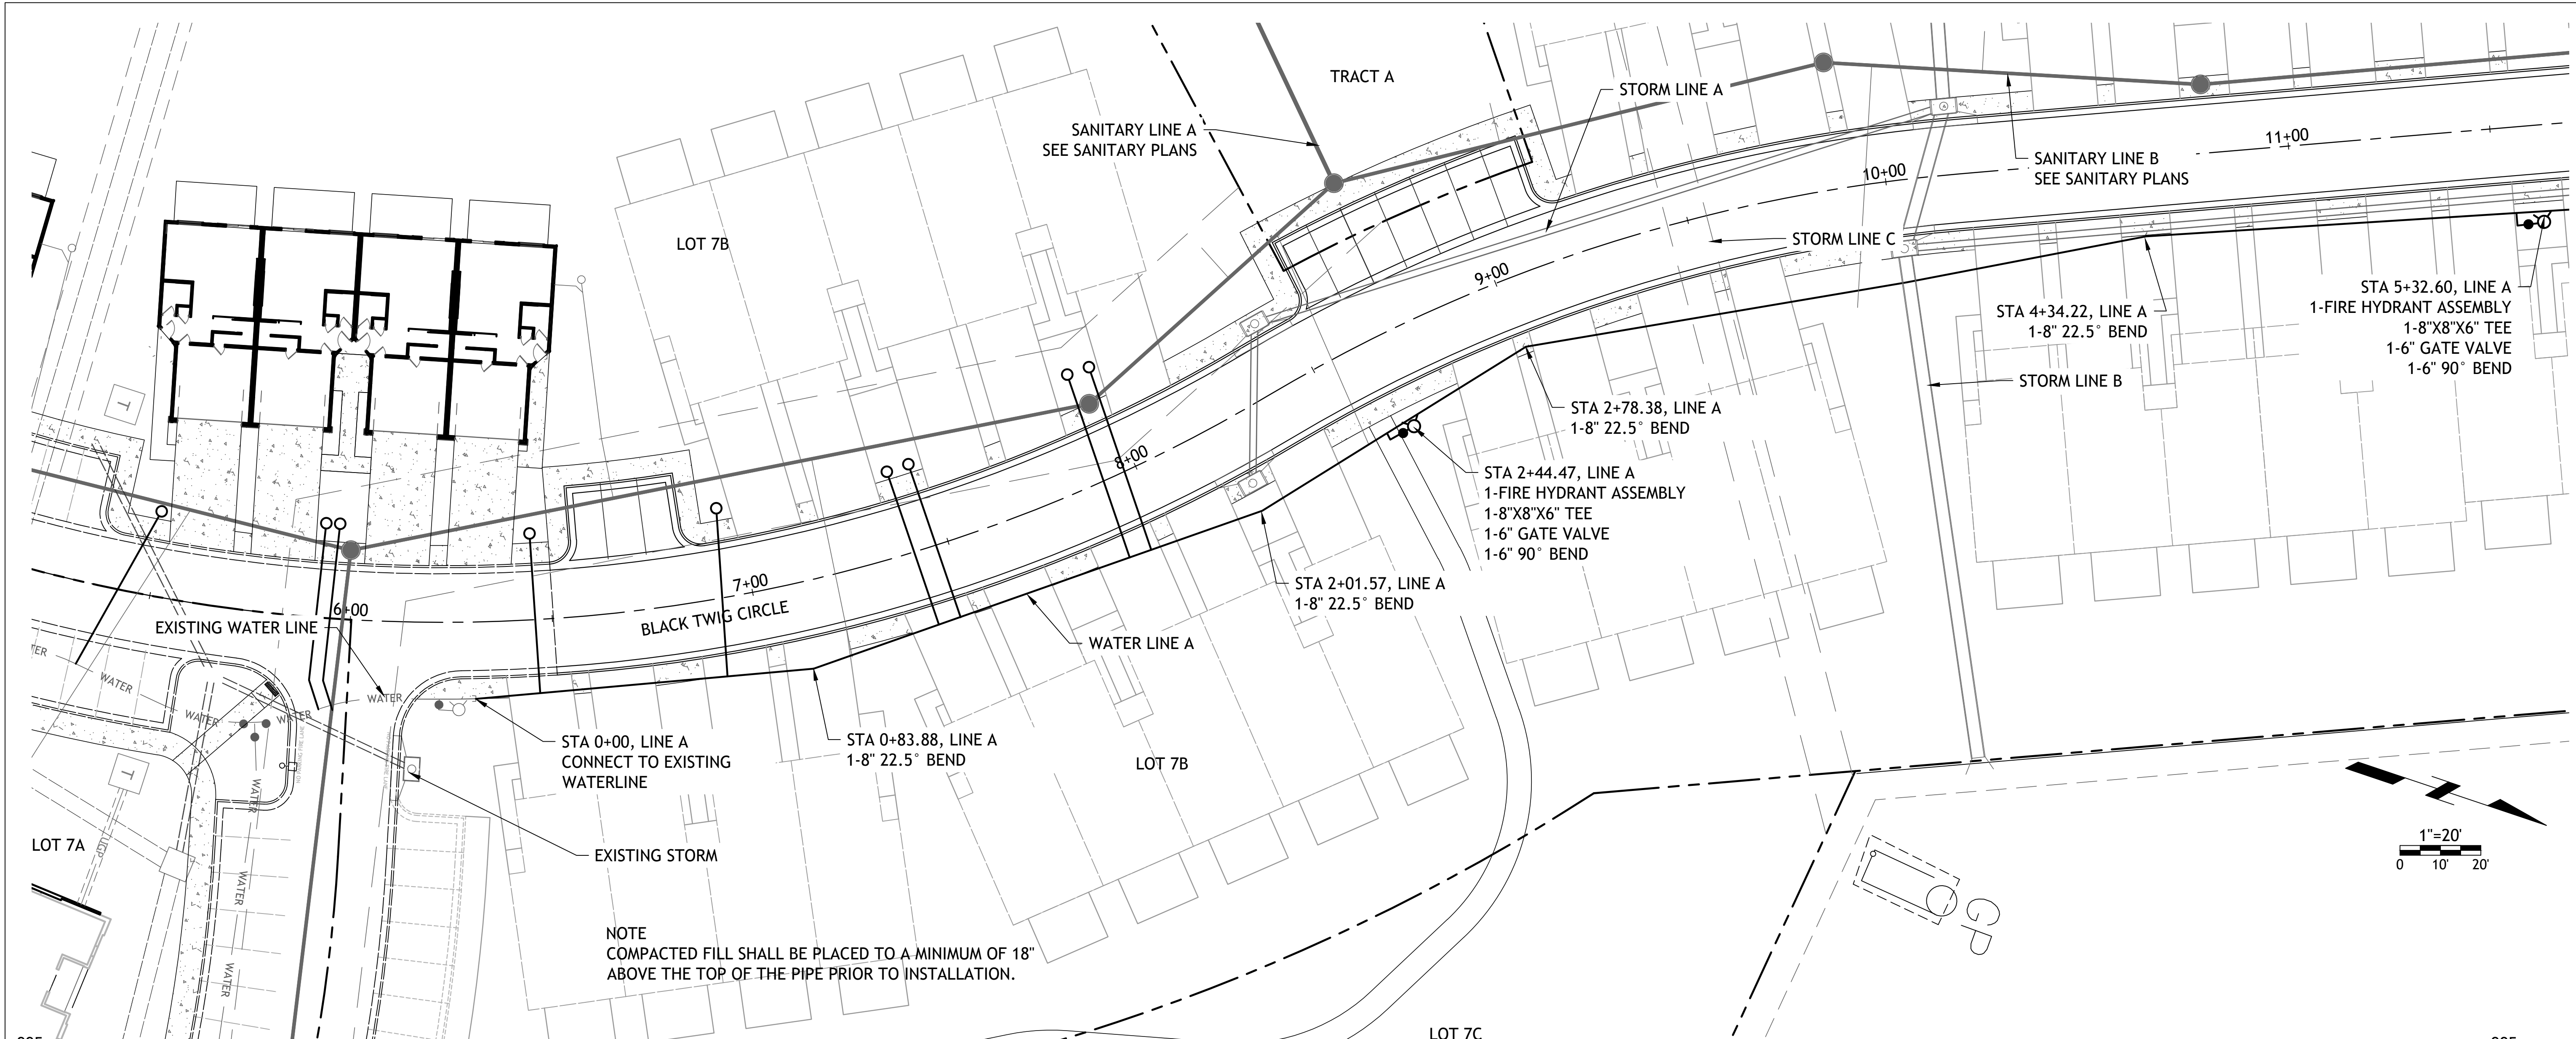 TRACT A
STORM LINE A
SANITARY LINE A
SEE SANITARY PLANS
11+00
SANITARY LINE B
SEE SANITARY PLANS
10+00
LOT 7B
STORM LINE C
9+00
STA 5+32.60, LINE A
1-FIRE HYDRANT ASSEMBLY
1-8"X8"X6" TEE
1-6" GATE VALVE
1-6" 90° BEND
STA 4+34.22, LINE A
1-8" 22.5° BEND
STORM LINE B
T
STA 2+78.38, LINE A
1-8" 22.5° BEND
8+00
STA 2+44.47, LINE A
1-FIRE HYDRANT ASSEMBLY
1-8"X8"X6" TEE
1-6" GATE VALVE
1-6" 90° BEND
7+00
BLACK TWIG CIRCLE
6+00
STA 2+01.57, LINE A
1-8" 22.5° BEND
EXISTING WATER LINE
WATER LINE A
TER
WATER
WATER
WATER
WATER
STA 0+00, LINE A
CONNECT TO EXISTING
WATERLINE
STA 0+83.88, LINE A
1-8" 22.5° BEND
LOT 7B
T
WATER
NO PARKING FIRE LANE
UGP
LOT 7A
EXISTING STORM
1"=20'
0 10' 20'
WATER
GP
NOTE
COMPACTED FILL SHALL BE PLACED TO A MINIMUM OF 18"
ABOVE THE TOP OF THE PIPE PRIOR TO INSTALLATION.
WATER
LOT 7C